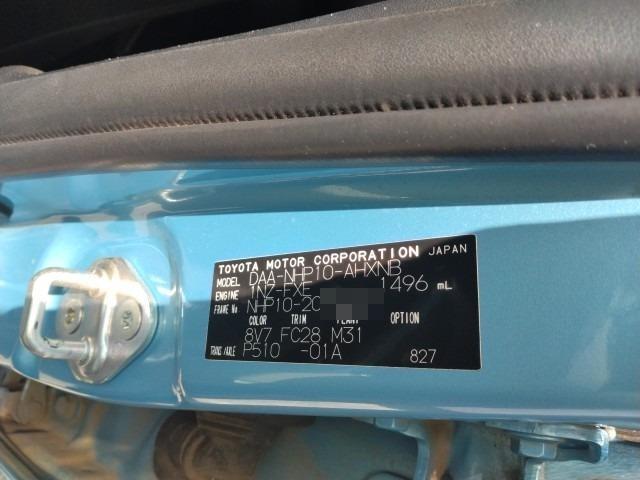 TOYOTA MOTOR CORPORATION JAPAN
MODEL DAA-NHP10-AHXNB
ENGINE 1NZ-FXE 1496 mL
FRAME No. NHP10-20
COLOR TRIM PLANT OPTION
8V7 FC28 M31
TRANS/AXLE P510 -01A 827